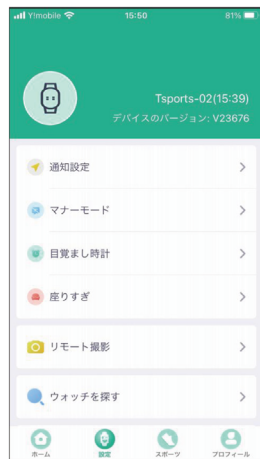 Y!mobile 15:50 81%
Tsports-02(15:39)
デバイスのバージョン: V23676
通知設定
マナーモード
目覚まし時計
座りすぎ
リモート撮影
ウォッチを探す
ホーム 設定 スポーツ プロフィール